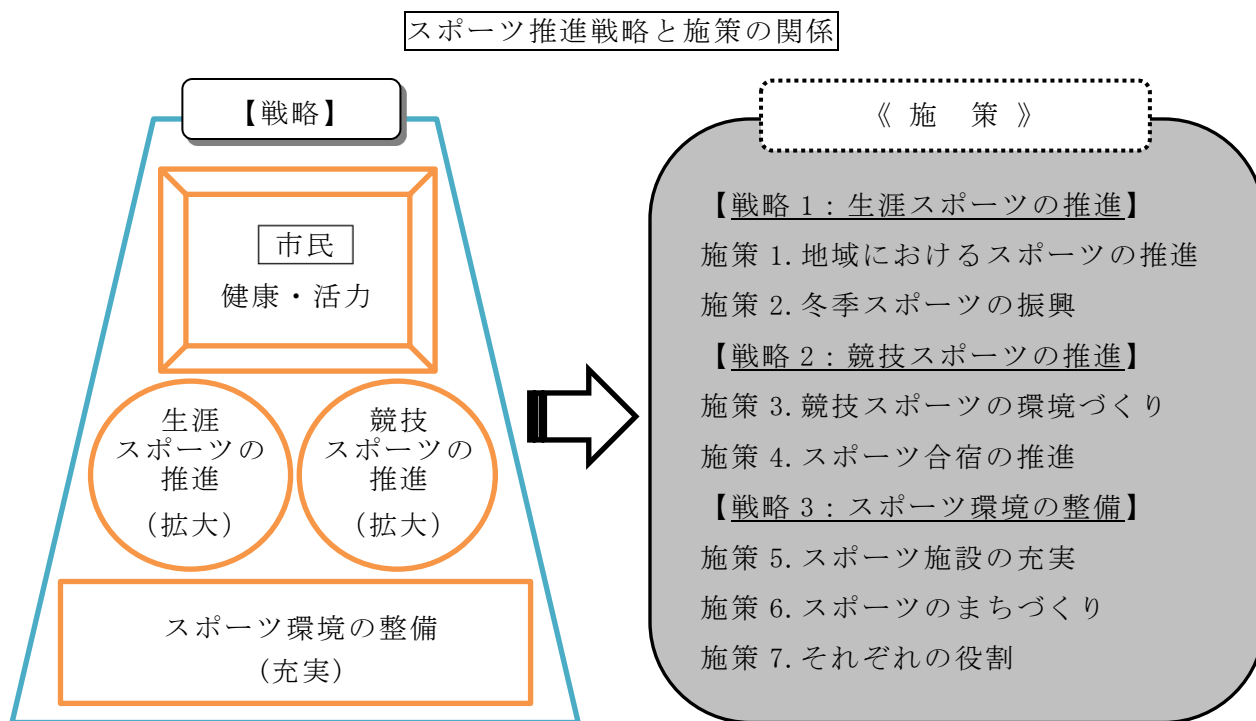 スポーツ推進戦略と施策の関係
【戦略】
市民
健康・活力
生涯
スポーツの
推進
(拡大)
競技
スポーツの
推進
(拡大)
スポーツ環境の整備
(充実)
《 施　策 》
【戦略 1：生涯スポーツの推進】
施策 1. 地域におけるスポーツの推進
施策 2. 冬季スポーツの振興
【戦略 2：競技スポーツの推進】
施策 3. 競技スポーツの環境づくり
施策 4. スポーツ合宿の推進
【戦略 3：スポーツ環境の整備】
施策 5. スポーツ施設の充実
施策 6. スポーツのまちづくり
施策 7. それぞれの役割